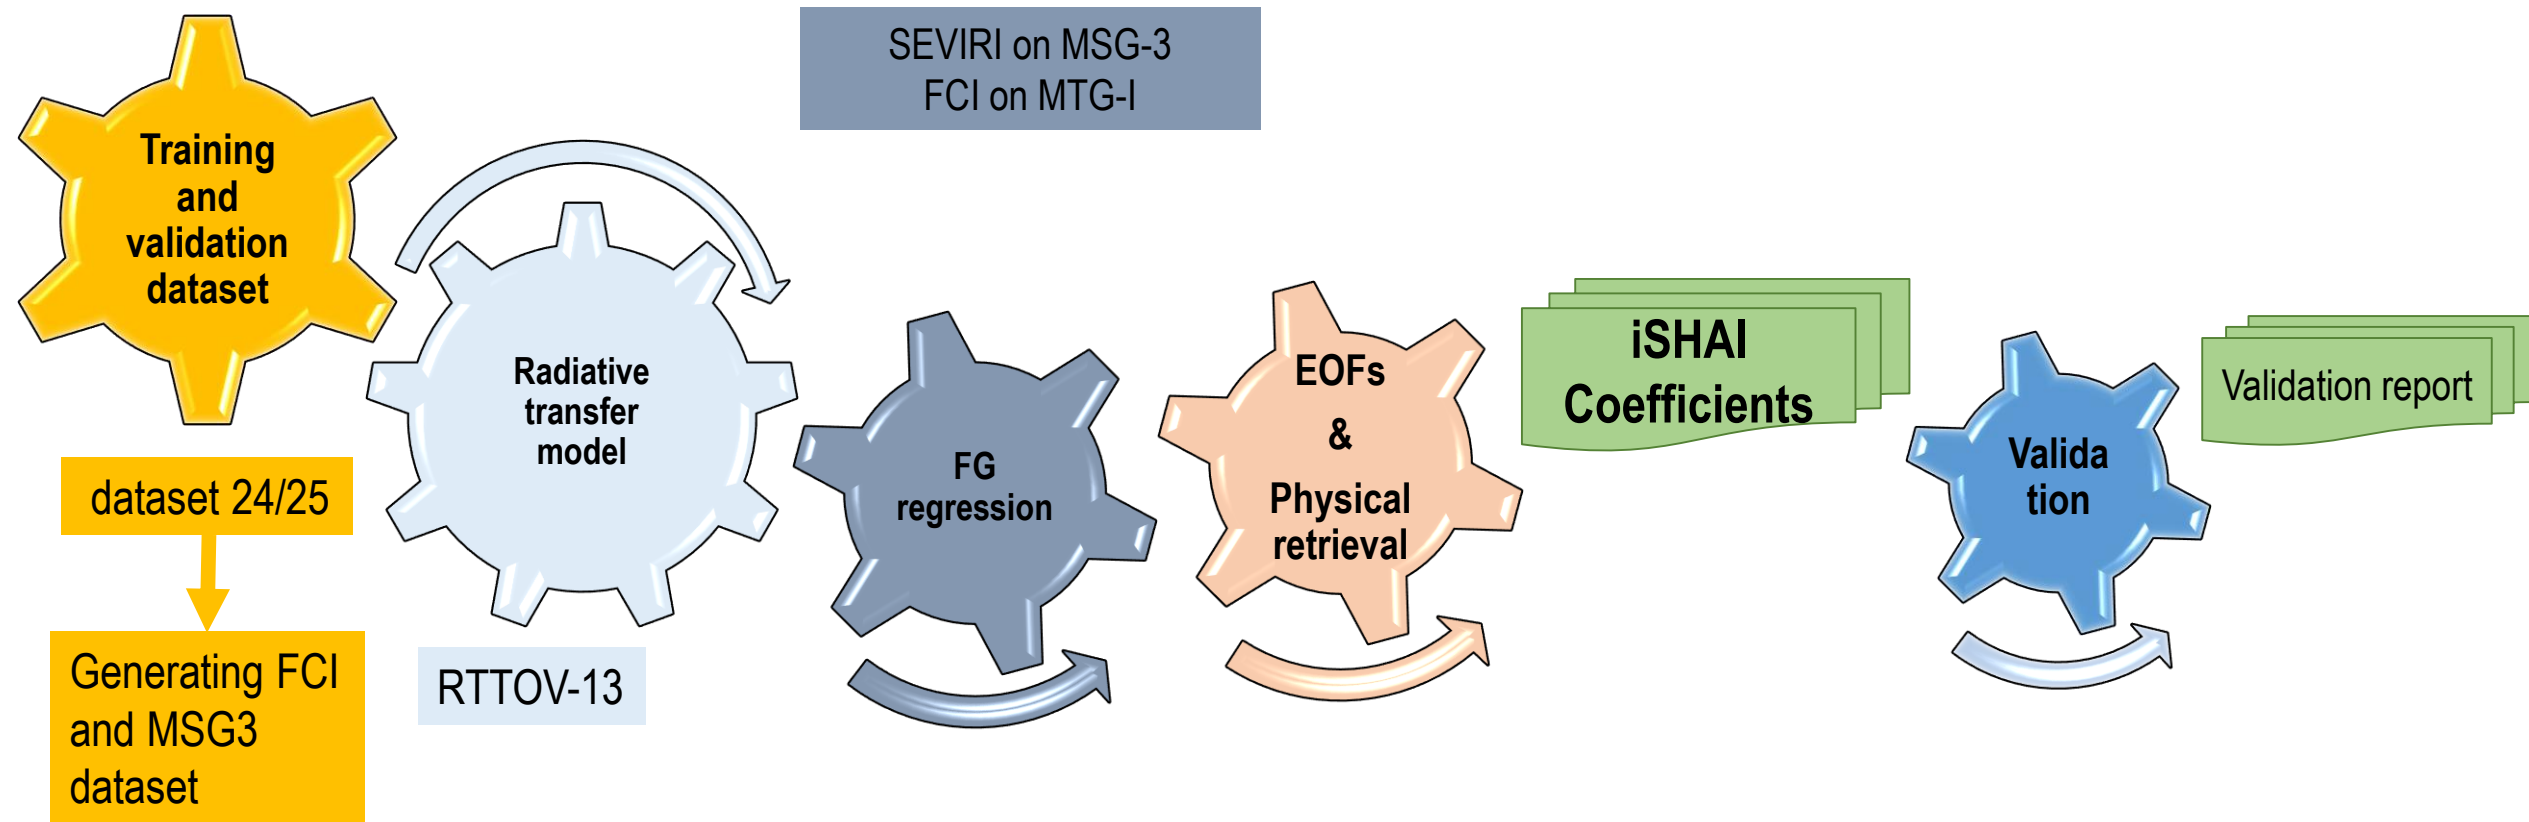 SEVIRI on MSG-3
FCI on MTG-I
Training
and
validation
dataset
dataset 24/25
Generating FCI
and MSG3
dataset
Radiative
transfer
model
RTTOV-13
FG
regression
EOFs
&
Physical
retrieval
iSHAI
Coefficients
Valida
tion
Validation report